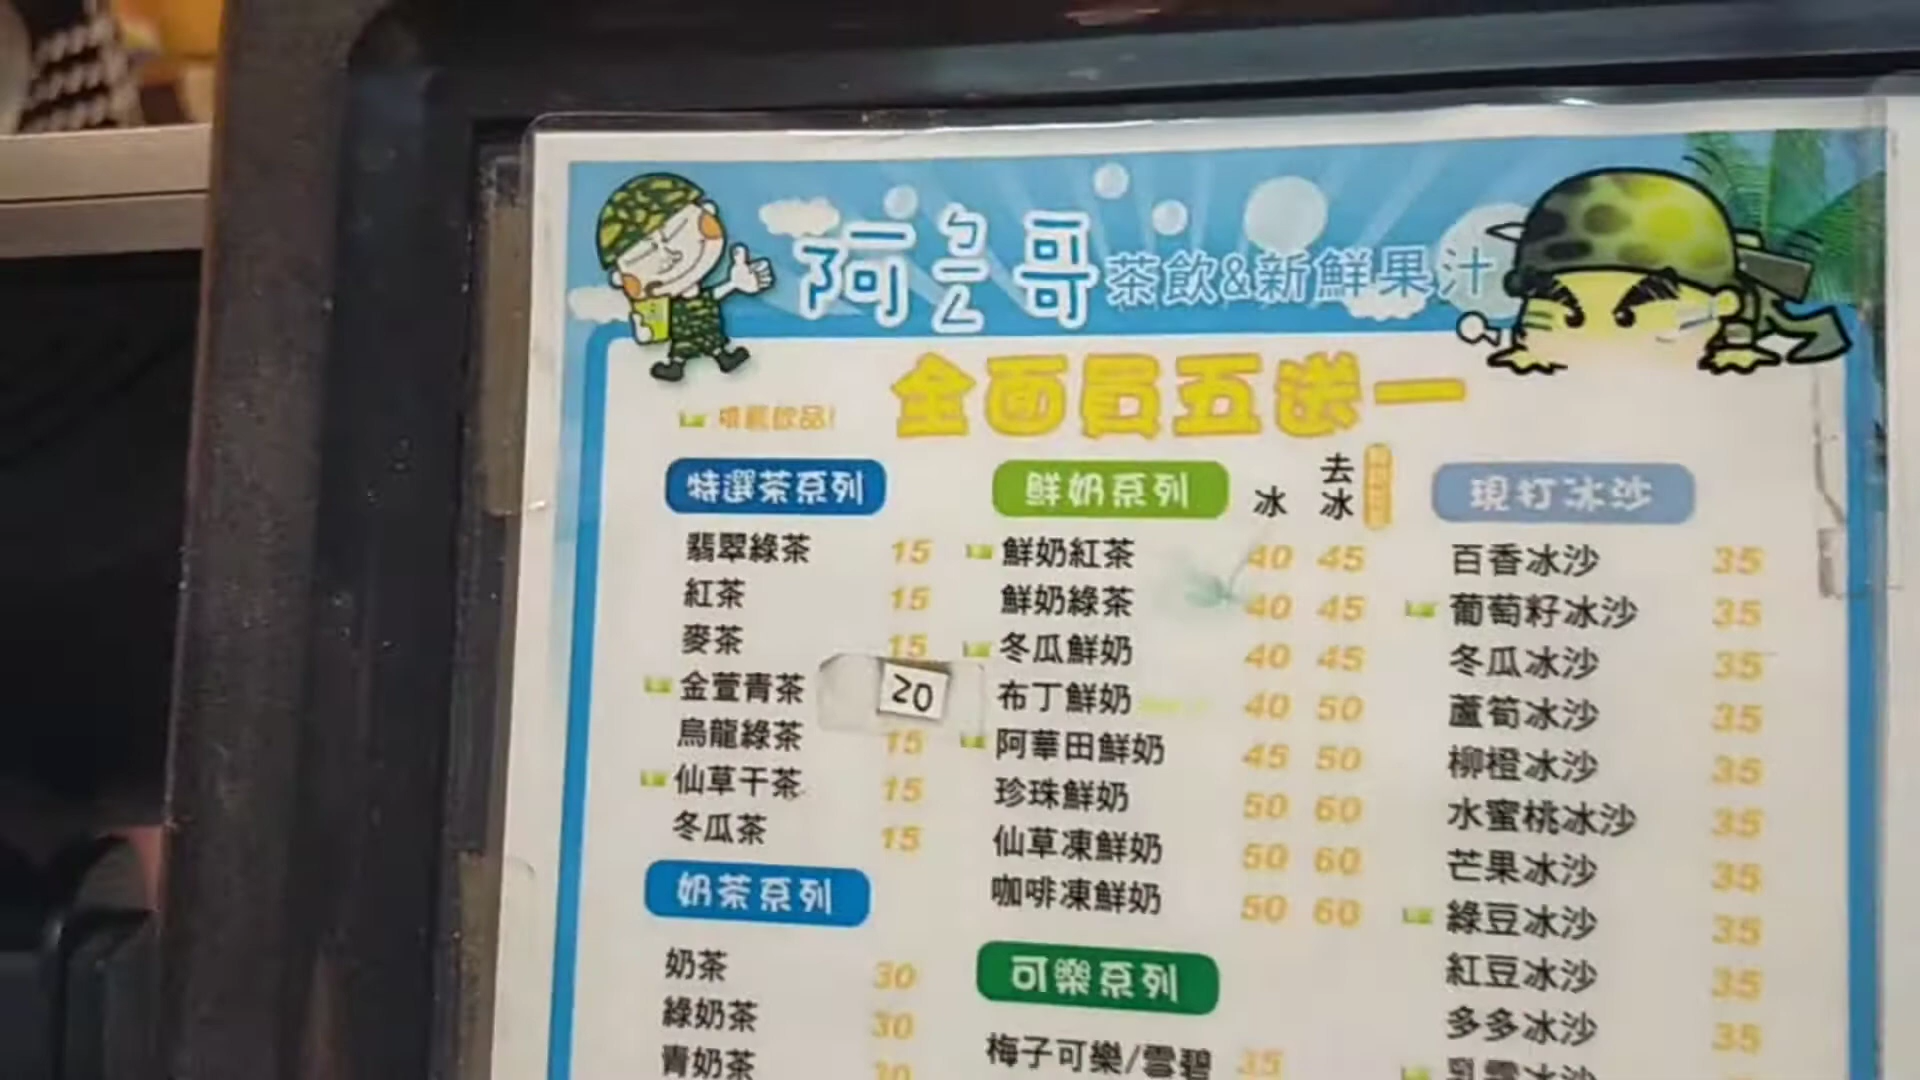 阿ㄅㄧㄤ哥茶飲&新鮮果汁
全面買五送一
推薦飲品!
特選茶系列
翡翠綠茶 15
紅茶 15
麥茶 15
金萱青茶 20
烏龍綠茶 15
仙草干茶 15
冬瓜茶 15
奶茶系列
奶茶 30
綠奶茶 30
青奶茶 30
鮮奶系列 冰 去冰
鮮奶紅茶 40 45
鮮奶綠茶 40 45
冬瓜鮮奶 40 45
布丁鮮奶 40 50
阿華田鮮奶 45 50
珍珠鮮奶 50 60
仙草凍鮮奶 50 60
咖啡凍鮮奶 50 60
可樂系列
梅子可樂/雪碧 35
現打冰沙
百香冰沙 35
葡萄籽冰沙 35
冬瓜冰沙 35
蘆筍冰沙 35
柳橙冰沙 35
水蜜桃冰沙 35
芒果冰沙 35
綠豆冰沙 35
紅豆冰沙 35
多多冰沙 35